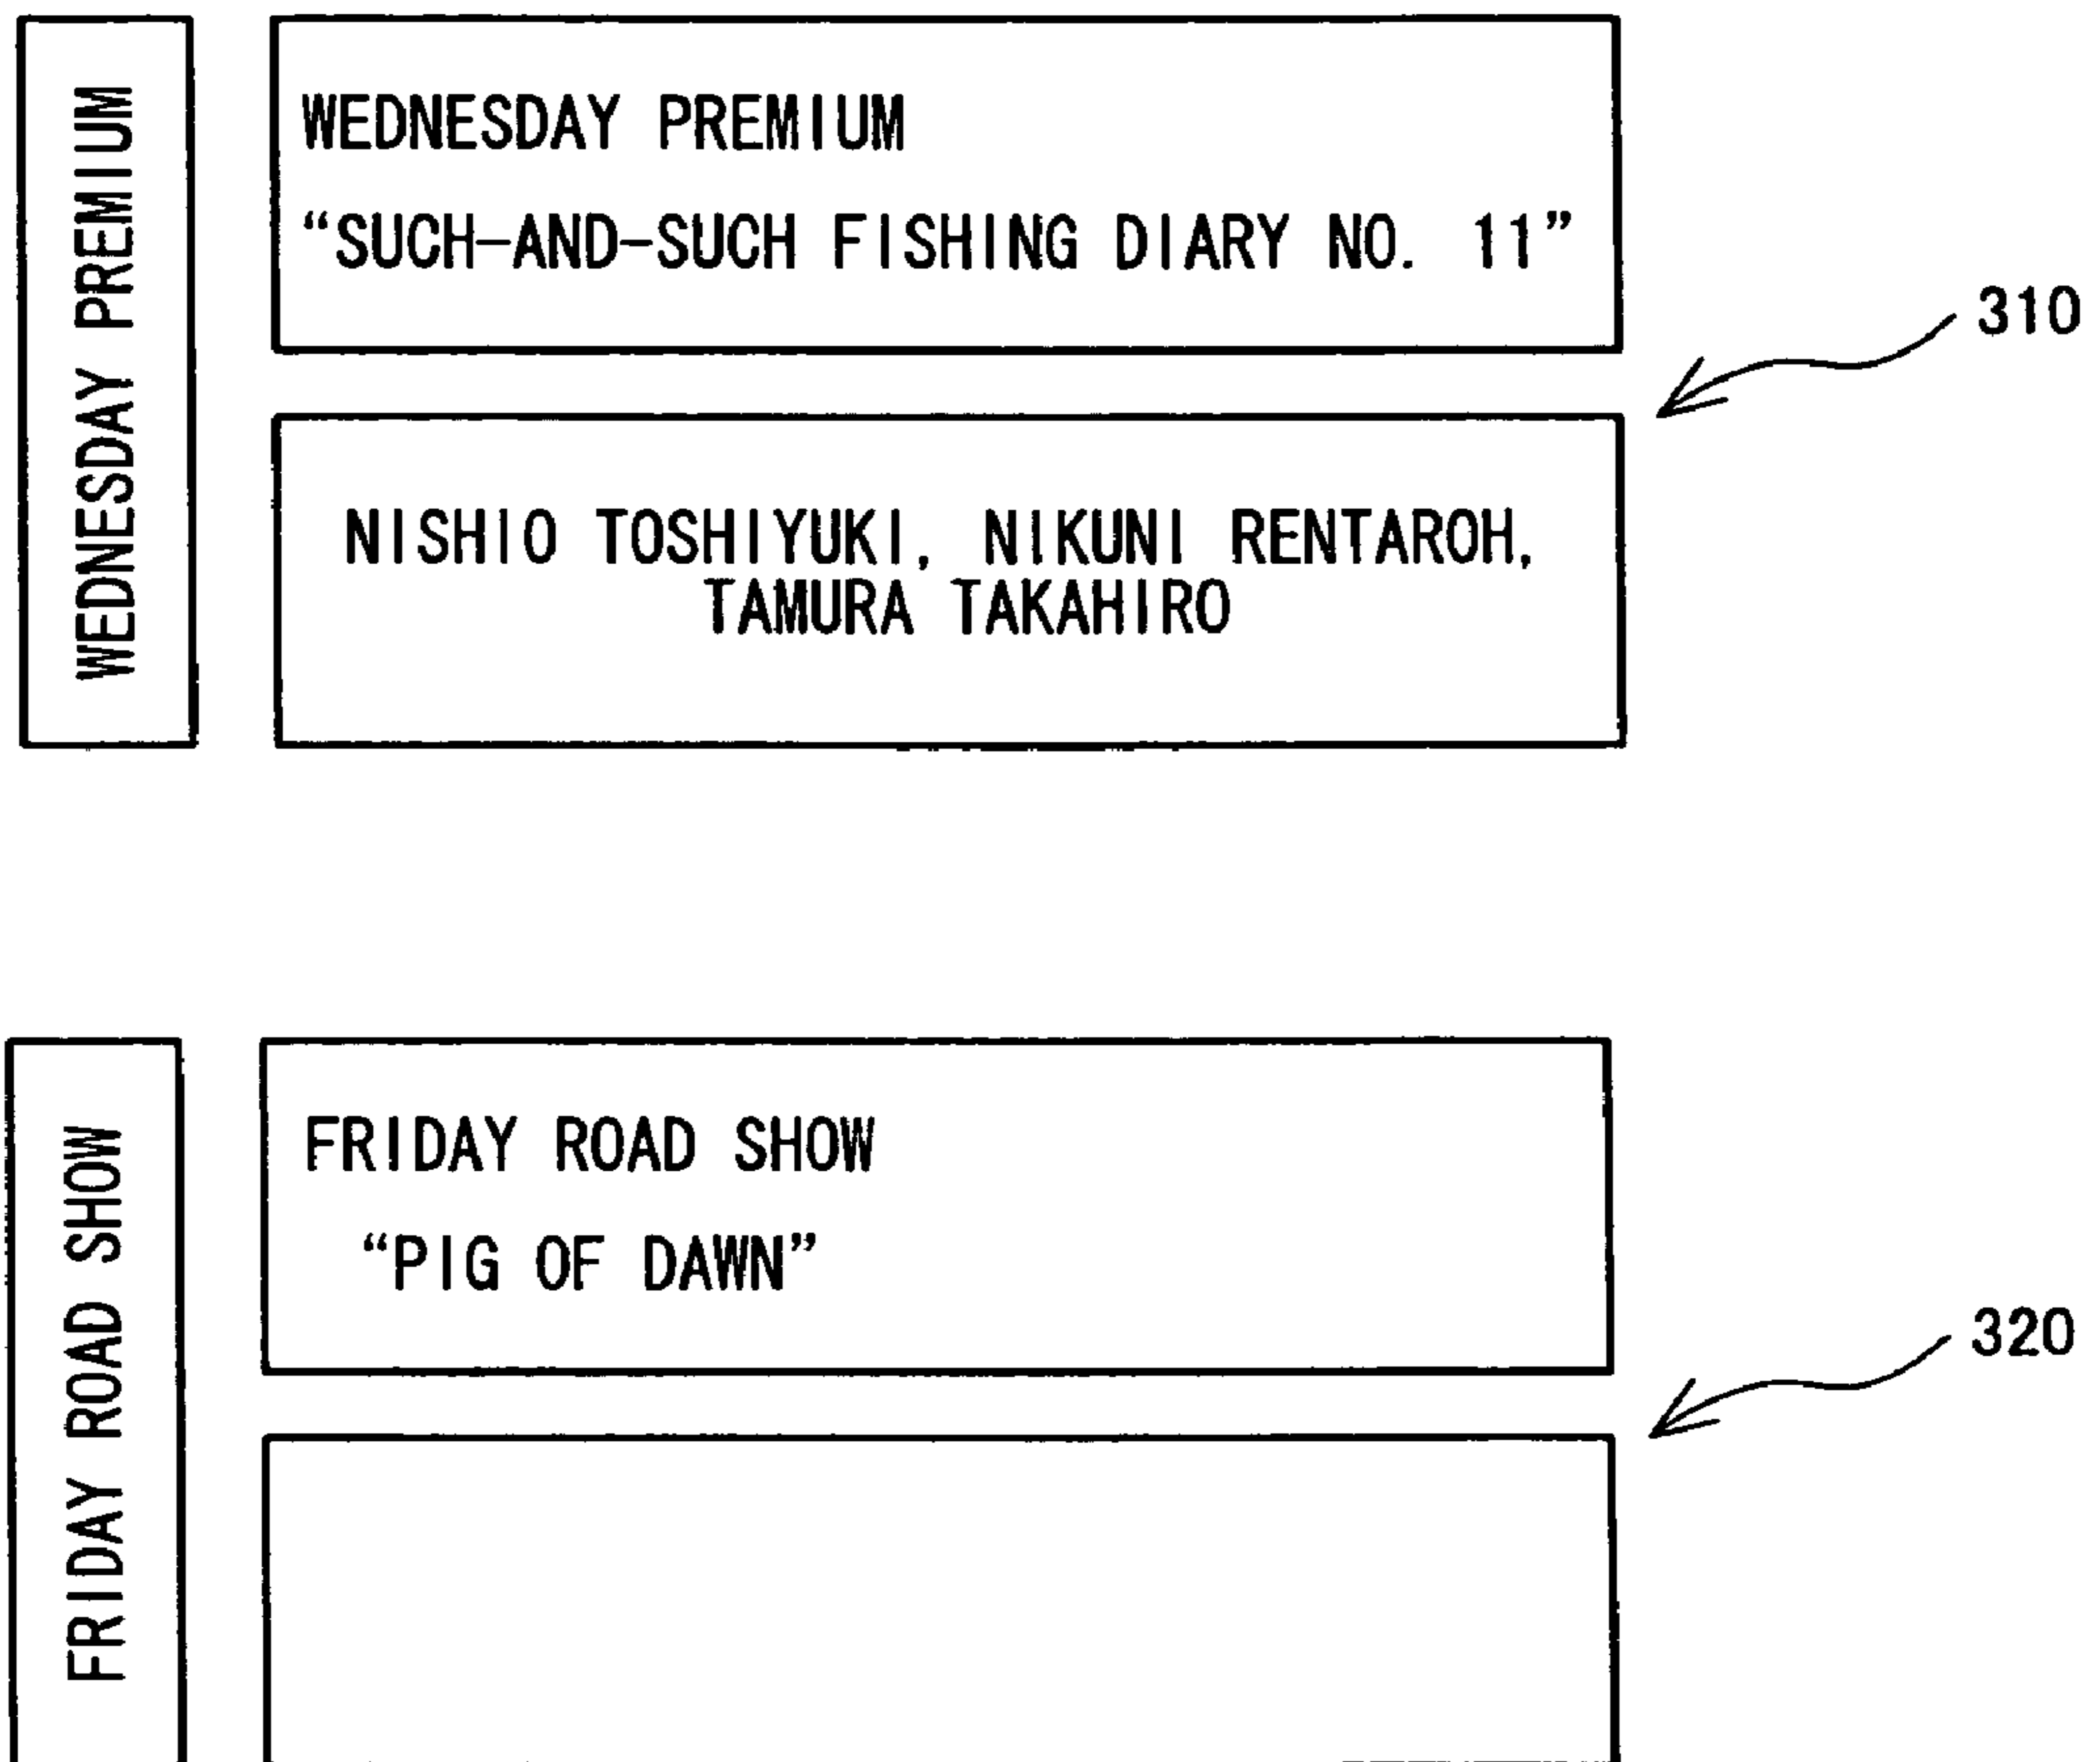 WEDNESDAY PREMIUM
WEDNESDAY PREMIUM
“SUCH-AND-SUCH FISHING DIARY NO. 11”
310
NISHIO TOSHIYUKI, NIKUNI RENTAROH,
TAMURA TAKAHIRO
FRIDAY ROAD SHOW
FRIDAY ROAD SHOW
“PIG OF DAWN”
320